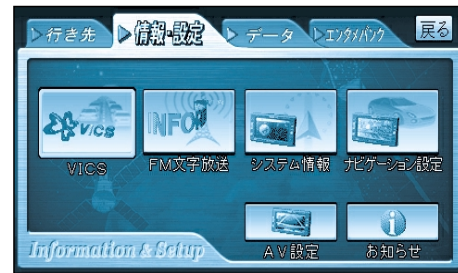 行き先
情報・設定
データ
エンタメバンク
戻る
VICS
INFO
VICS
FM文字放送
システム情報
ナビゲーション設定
AV設定
お知らせ
Information & Setup